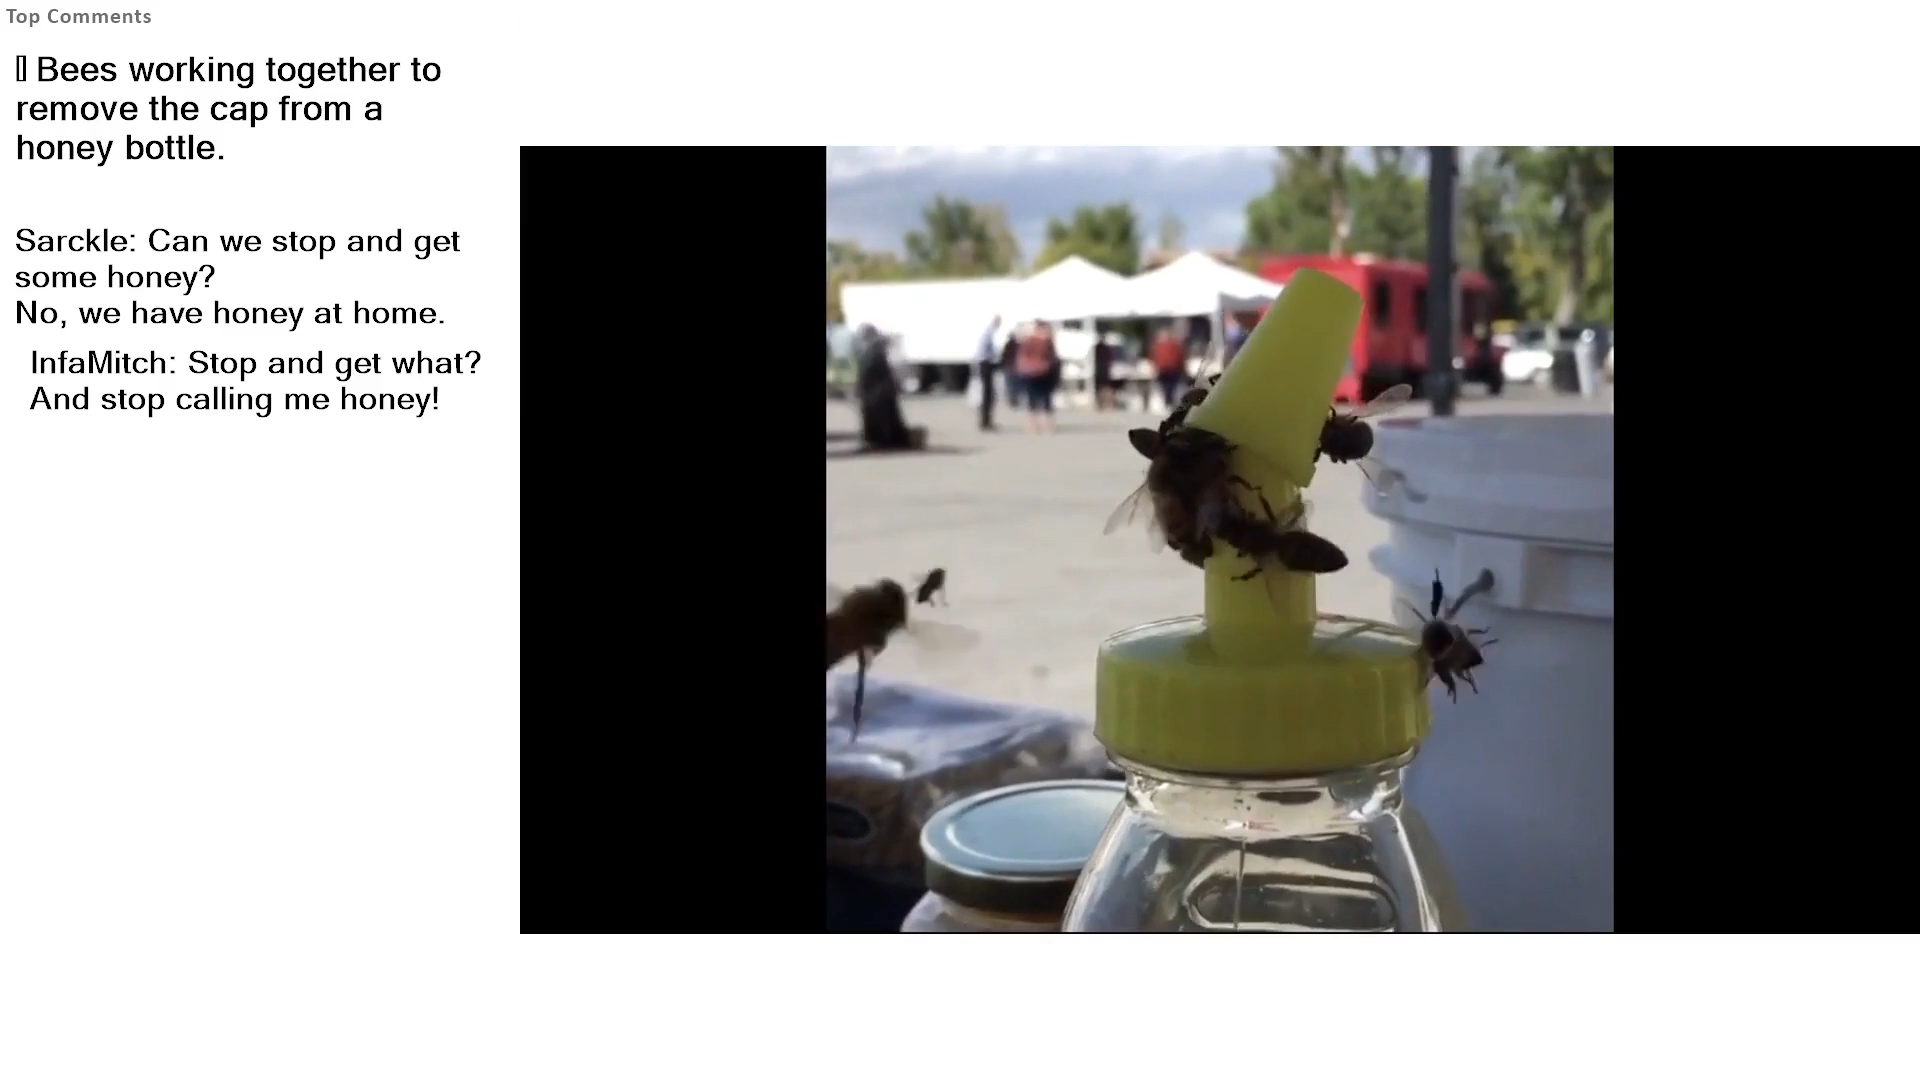 Top Comments
Bees working together to
remove the cap from a
honey bottle.
Sarckle: Can we stop and get
some honey?
No, we have honey at home.
InfaMitch: Stop and get what?
And stop calling me honey!